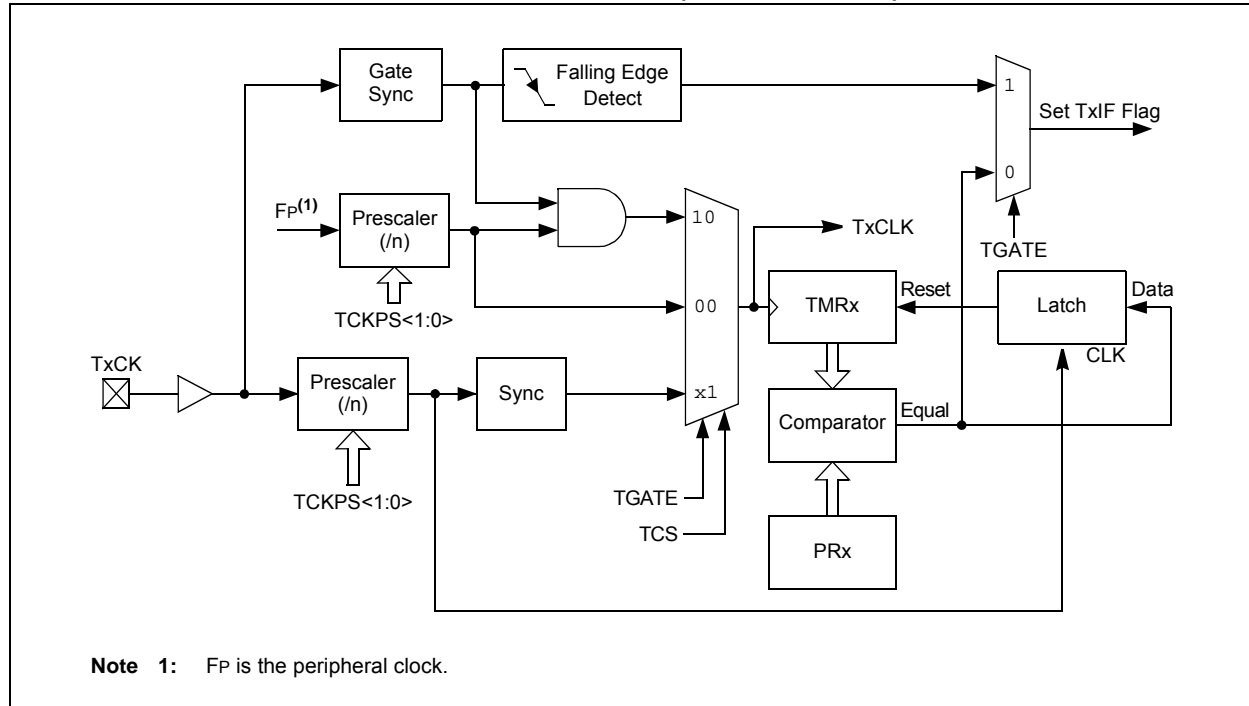 Gate
Sync
Falling Edge
Detect
1
Set TxIF Flag
0
FP(1)
Prescaler
(/n)
10
TxCLK
TGATE
TCKPS<1:0>
00
TMRx
Reset
Latch
Data
CLK
TxCK
Prescaler
(/n)
Sync
x1
Comparator
Equal
TCKPS<1:0>
TGATE
TCS
PRx
Note 1: FP is the peripheral clock.